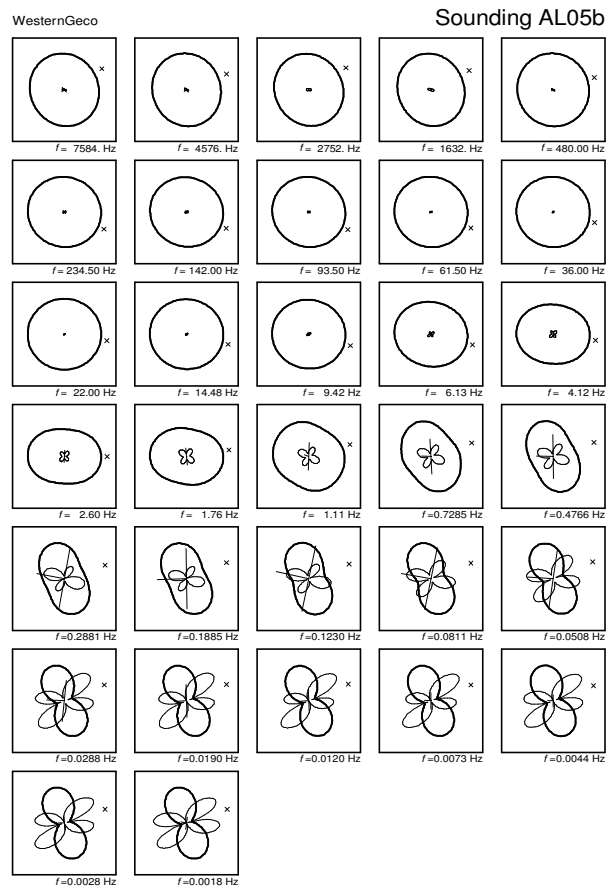 WesternGeco
Sounding AL05b
f= 7584. Hz
f= 4576. Hz
f= 2752. Hz
f= 1632. Hz
f= 480.00 Hz
f= 234.50 Hz
f= 142.00 Hz
f= 93.50 Hz
f= 61.50 Hz
f= 36.00 Hz
f= 22.00 Hz
f= 14.48 Hz
f= 9.42 Hz
f= 6.13 Hz
f= 4.12 Hz
f= 2.60 Hz
f= 1.76 Hz
f= 1.11 Hz
f=0.7285 Hz
f=0.4766 Hz
f=0.2881 Hz
f=0.1885 Hz
f=0.1230 Hz
f=0.0811 Hz
f=0.0508 Hz
f=0.0288 Hz
f=0.0190 Hz
f=0.0120 Hz
f=0.0073 Hz
f=0.0044 Hz
f=0.0028 Hz
f=0.0018 Hz